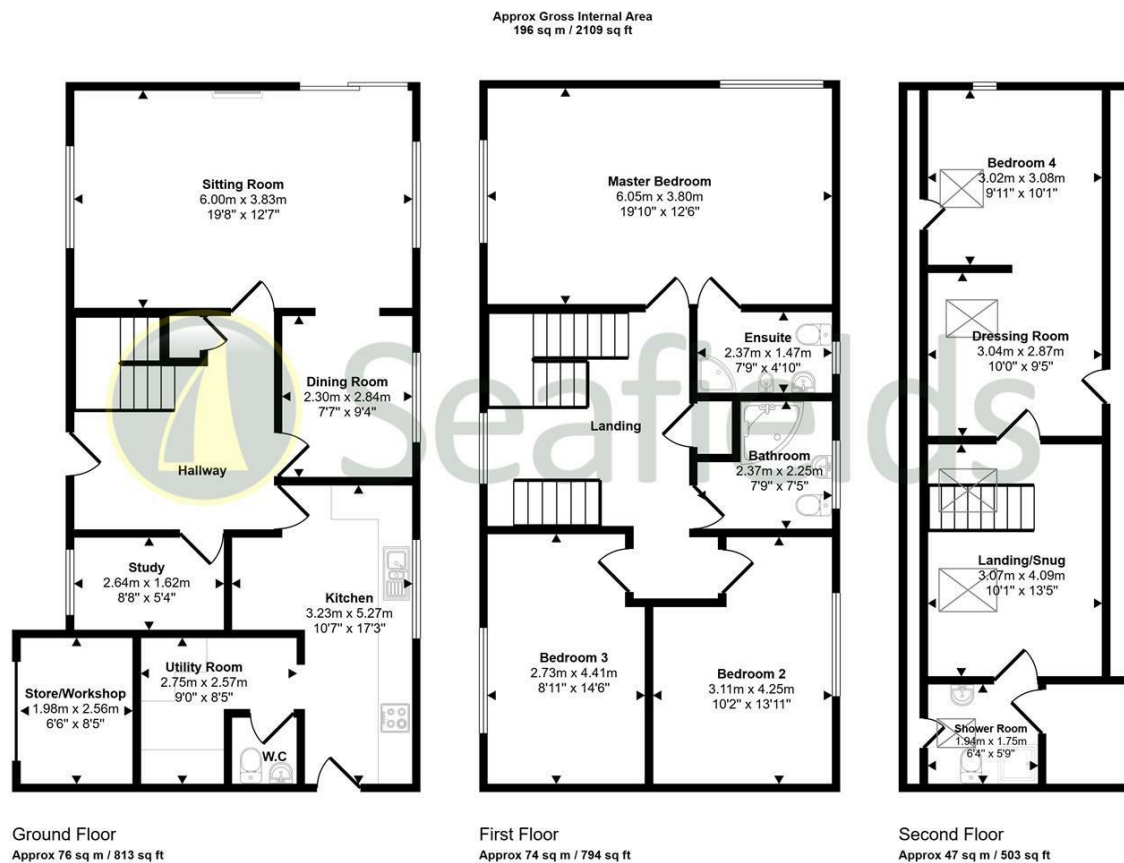 Approx Gross Internal Area
196 sq m / 2109 sq ft
Sitting Room
6.00m x 3.83m
19'8" x 12'7"
Dining Room
2.30m x 2.84m
7'7" x 9'4"
Hallway
Study
2.64m x 1.62m
8'8" x 5'4"
Kitchen
3.23m x 5.27m
10'7" x 17'3"
Utility Room
2.75m x 2.57m
9'0" x 8'5"
Store/Workshop
1.98m x 2.56m
6'6" x 8'5"
W.C
Ground Floor
Approx 76 sq m / 813 sq ft
Master Bedroom
6.05m x 3.80m
19'10" x 12'6"
Ensuite
2.37m x 1.47m
7'9" x 4'10"
Landing
Bathroom
2.37m x 2.25m
7'9" x 7'5"
Bedroom 3
2.73m x 4.41m
8'11" x 14'6"
Bedroom 2
3.11m x 4.25m
10'2" x 13'11"
First Floor
Approx 74 sq m / 794 sq ft
Bedroom 4
3.02m x 3.08m
9'11" x 10'1"
Dressing Room
3.04m x 2.87m
10'0" x 9'5"
Landing/Snug
3.07m x 4.09m
10'1" x 13'5"
Shower Room
1.94m x 1.75m
6'4" x 5'9"
Second Floor
Approx 47 sq m / 503 sq ft
Seafields